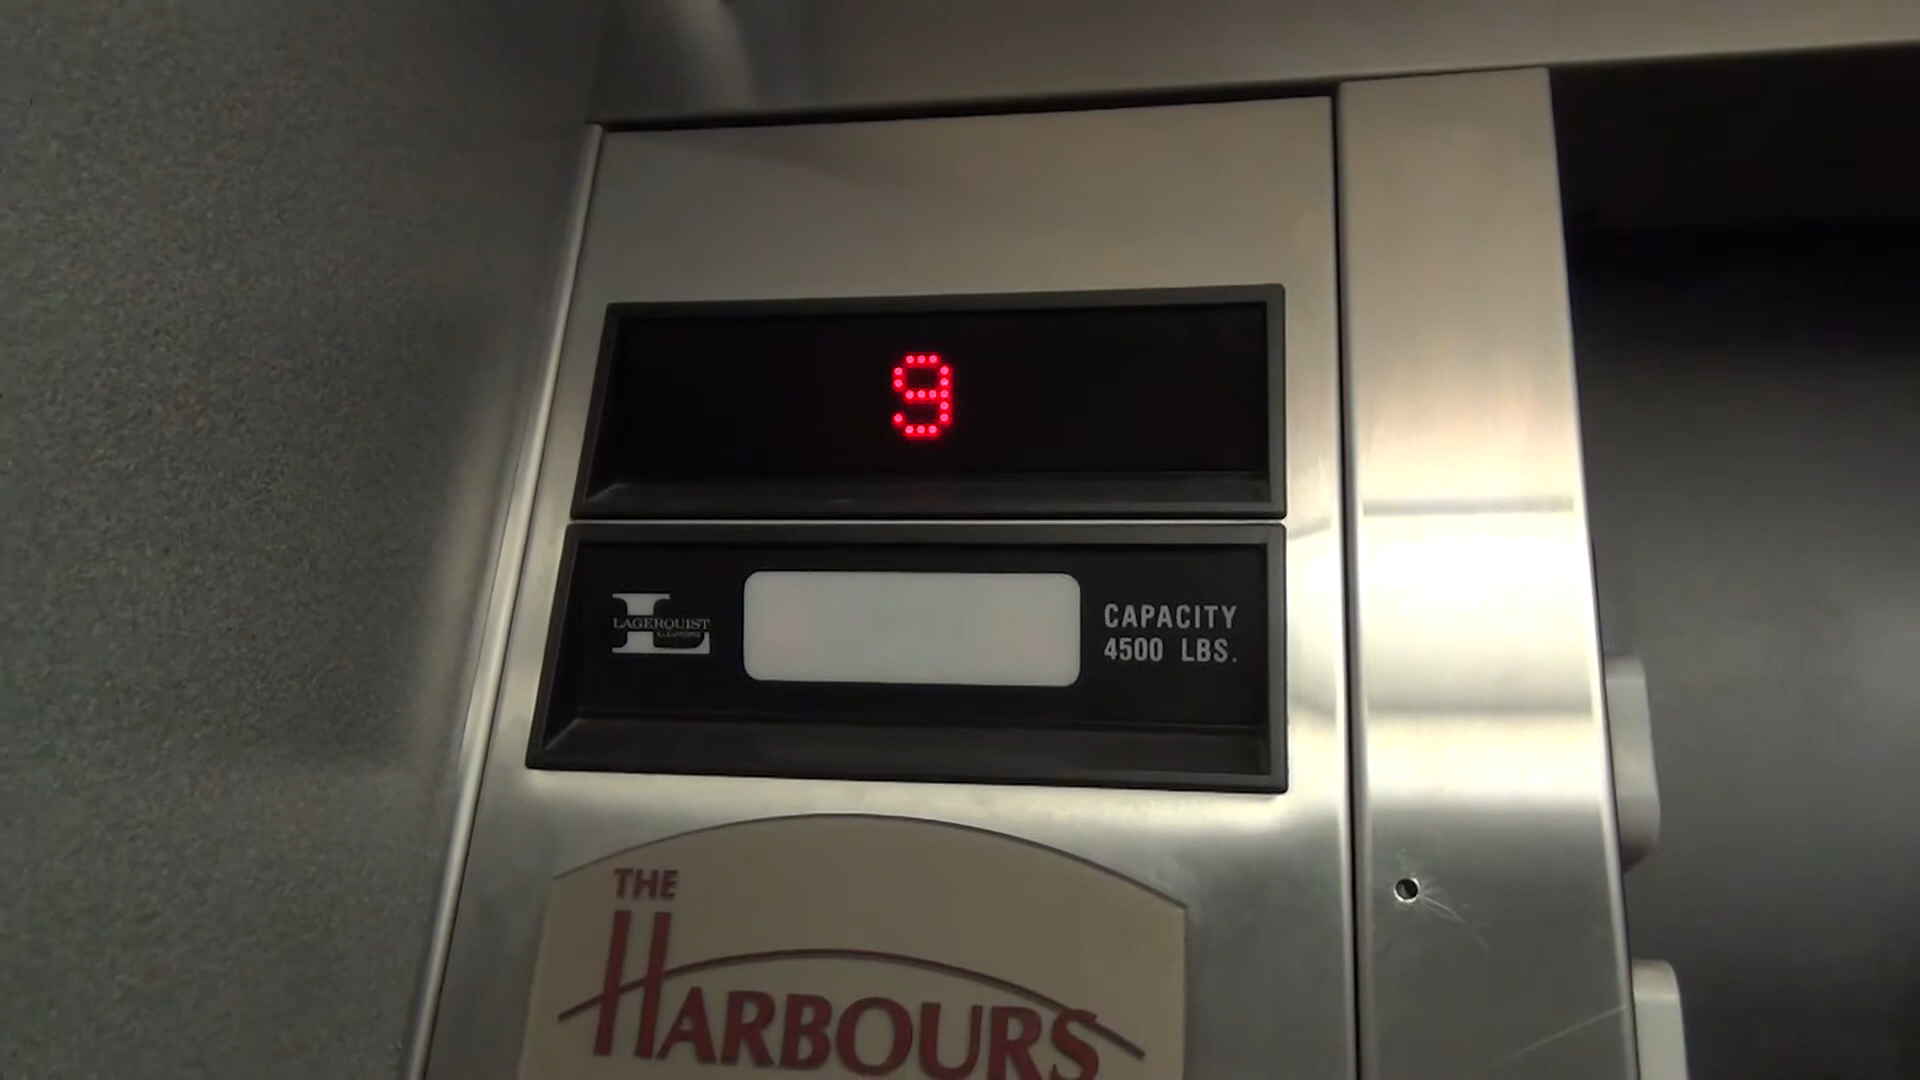 9
LAGERQUIST
CAPACITY
4500 LBS.
THE
HARBOURS